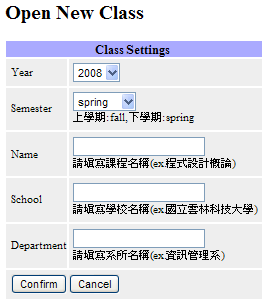 Open New Class
Class Settings
Year 2008
Semester spring
上學期:fall,下學期:spring
Name
請填寫課程名稱(ex.程式設計概論)
School
請填寫學校名稱(ex.國立雲林科技大學)
Department
請填寫系所名稱(ex.資訊管理系)
Confirm Cancel